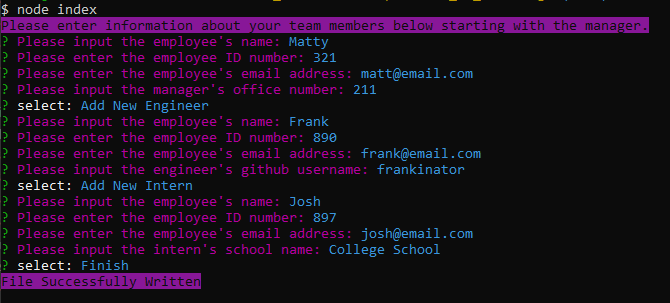 $ node index
Please enter information about your team members below starting with the manager.
? Please input the employee's name: Matty
? Please enter the employee ID number: 321
? Please enter the employee's email address: matt@email.com
? Please input the manager's office number: 211
? select: Add New Engineer
? Please input the employee's name: Frank
? Please enter the employee ID number: 890
? Please enter the employee's email address: frank@email.com
? Please input the engineer's github username: frankinator
? select: Add New Intern
? Please input the employee's name: Josh
? Please enter the employee ID number: 897
? Please enter the employee's email address: josh@email.com
? Please input the intern's school name: College School
? select: Finish
File Successfully Written